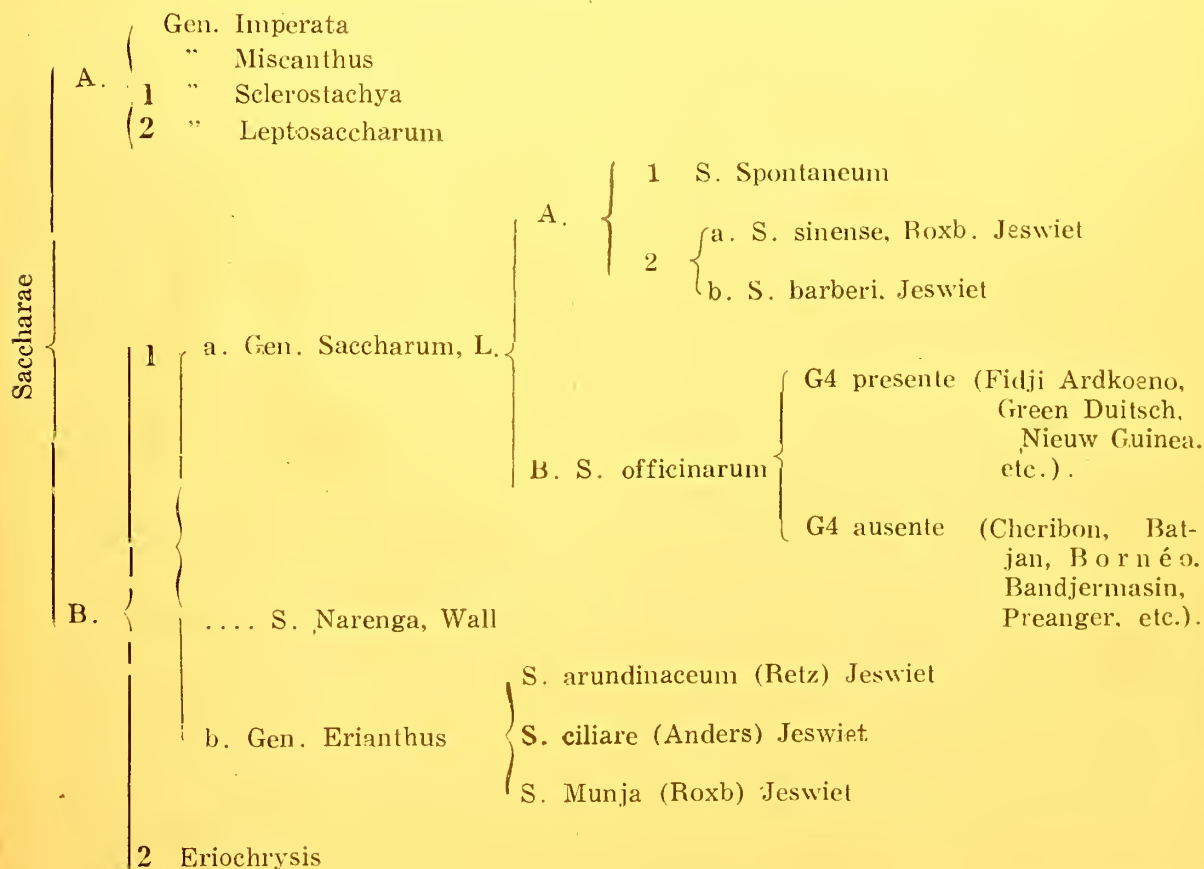 Gen. Imperata
" Miscanthus
A.
1 " Sclerostachya
2 " Leptosaccharum
Saccharae
1 S. Spontaneum
A.
a. S. sinense, Roxb. Jeswiet
2
b. S. barberi. Jeswiet
1
a. Gen. Saccharum, L.
G4 presente (Fidji Ardkoeno,
Green Duitsch,
Nieuw Guinea.
etc.).
B. S. officinarum
G4 ausente (Cheribon, Bat-
jan, Bornéo.
Bandjermasin,
Preanger, etc.).
B.
.... S. Narenga, Wall
S. arundinaceum (Retz) Jeswiet
b. Gen. Erianthus
S. ciliare (Anders) Jeswiet.
S. Munja (Roxb) Jeswiet
2 Eriochrysis